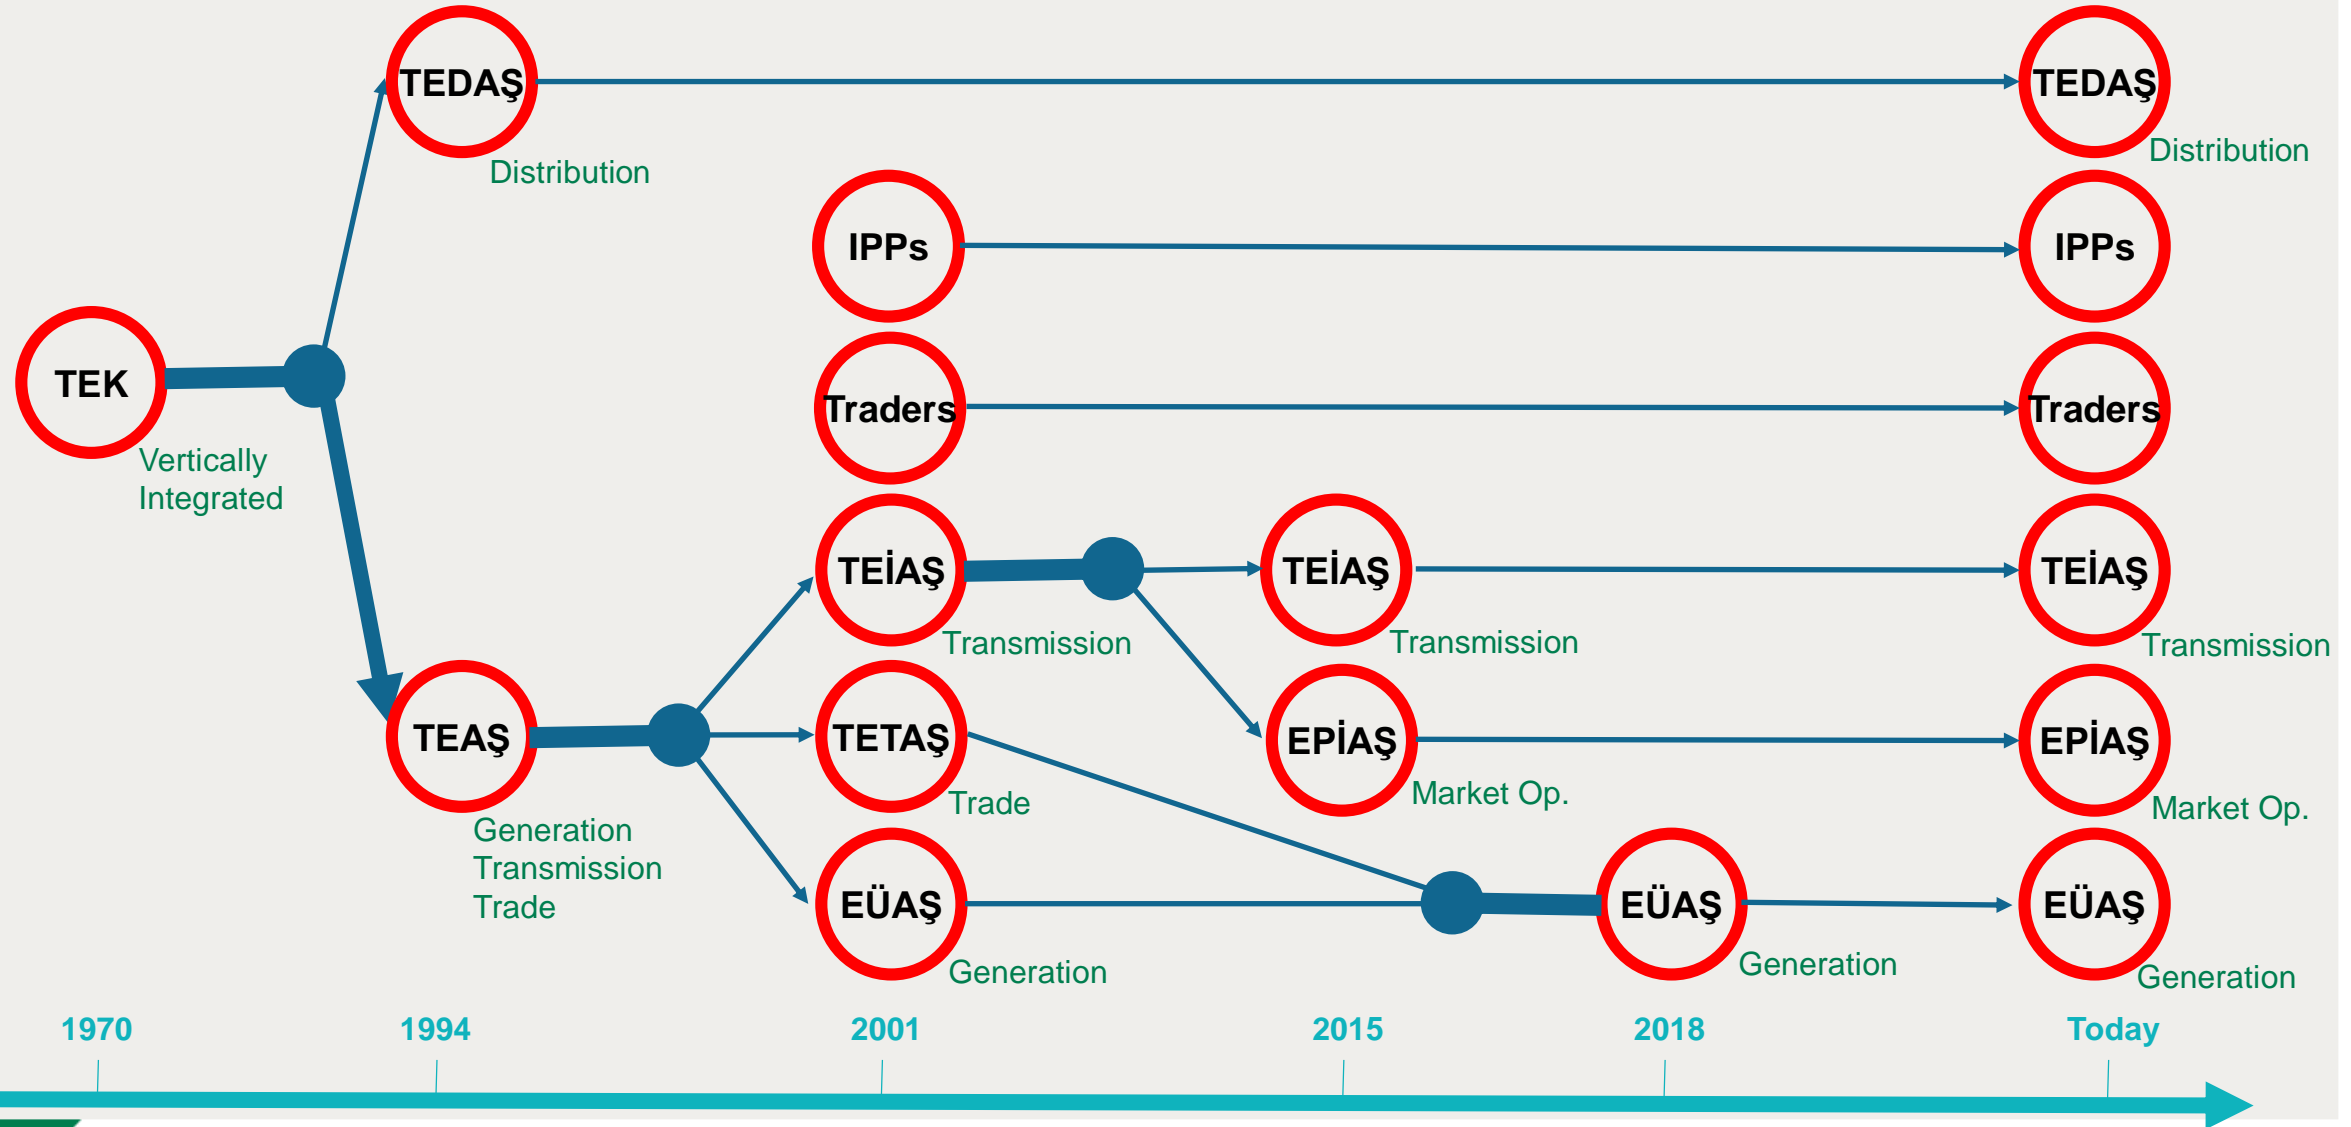 TEDAŞ
Distribution
TEDAŞ
Distribution
IPPs
IPPs
TEK
Vertically
Integrated
Traders
Traders
TEİAŞ
Transmission
TEİAŞ
Transmission
TEİAŞ
Transmission
TEAŞ
Generation
Transmission
Trade
TETAŞ
Trade
EPİAŞ
Market Op.
EPİAŞ
Market Op.
EÜAŞ
Generation
EÜAŞ
Generation
EÜAŞ
Generation
1970
1994
2001
2015
2018
Today